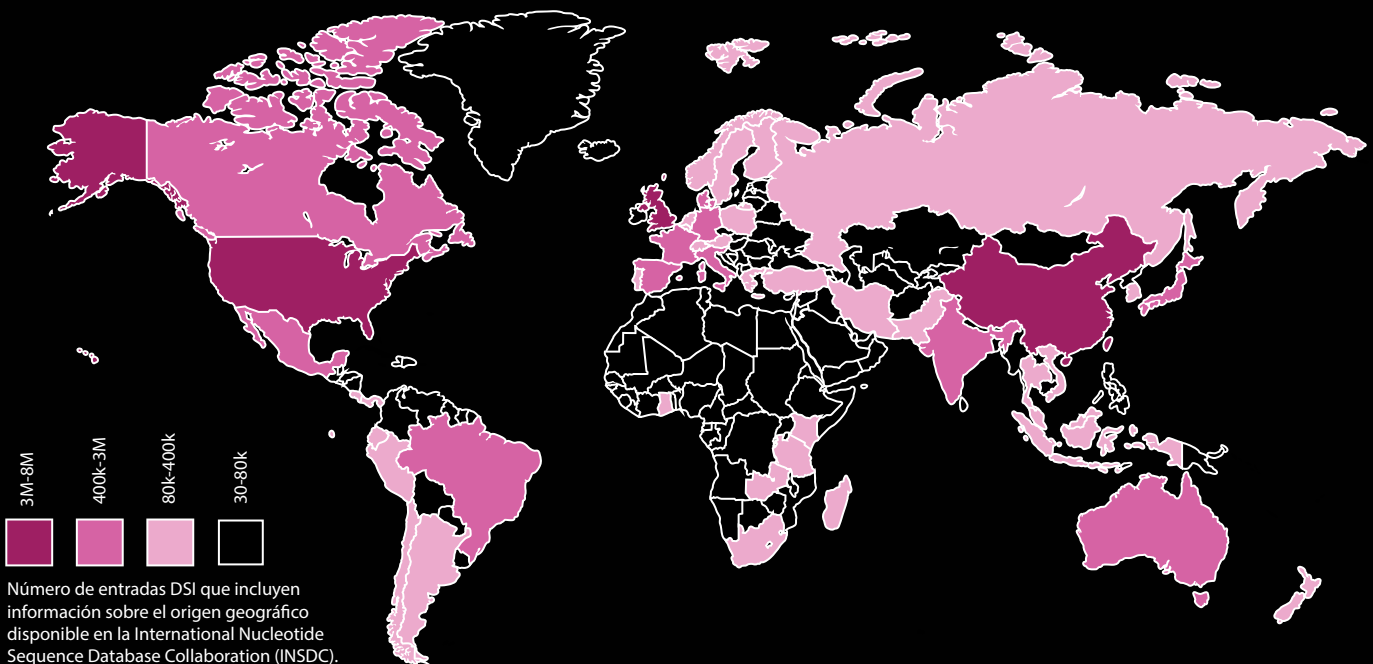 3M-8M
400k-3M
80k-400k
30-80k
Número de entradas DSI que incluyen
información sobre el origen geográfico
disponible en la International Nucleotide
Sequence Database Collaboration (INSDC).